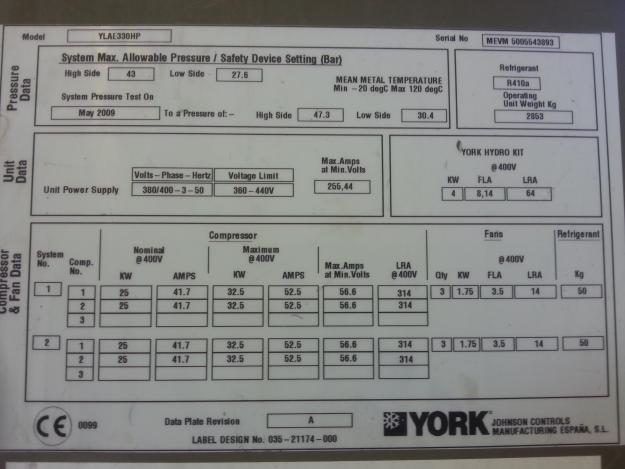 Model YLAE330HP Serial No MEVM 5005543893
Pressure Data
System Max. Allowable Pressure / Safety Device Setting (Bar)
High Side 43 Low Side 27.6
MEAN METAL TEMPERATURE
Min -20 degC Max 120 degC
System Pressure Test On
May 2009 To a Pressure of:- High Side 47.3 Low Side 30.4
Refrigerant
R410a
Operating
Unit Weight Kg
2853
Unit Data
Volts-Phase-Hertz Voltage Limit
Unit Power Supply 380/400-3-50 360-440V
Max.Amps
at Min.Volts
255,44
YORK HYDRO KIT
@400V
KW FLA LRA
4 8,14 64
Compressor & Fan Data
Compressor Fans Refrigerant
System No. Comp. No. Nominal @400V Maximum @400V Max.Amps at Min.Volts LRA @400V @400V
KW AMPS KW AMPS Qty KW FLA LRA Kg
1 1 25 41.7 32.5 52.5 56.6 314 3 1.75 3.5 14 50
2 25 41.7 32.5 52.5 56.6 314
3
2 1 25 41.7 32.5 52.5 56.6 314 3 1.75 3.5 14 50
2 25 41.7 32.5 52.5 56.6 314
3
CE 0099 Data Plate Revision A
LABEL DESIGN No. 035-21174-000
YORK® JOHNSON CONTROLS
MANUFACTURING ESPAÑA, S.L.